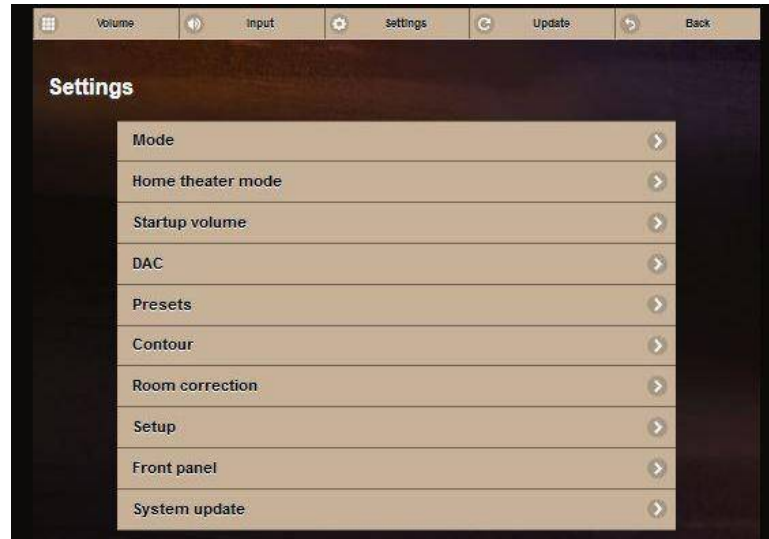 Volume Input Settings Update Back
Settings
Mode
Home theater mode
Startup volume
DAC
Presets
Contour
Room correction
Setup
Front panel
System update